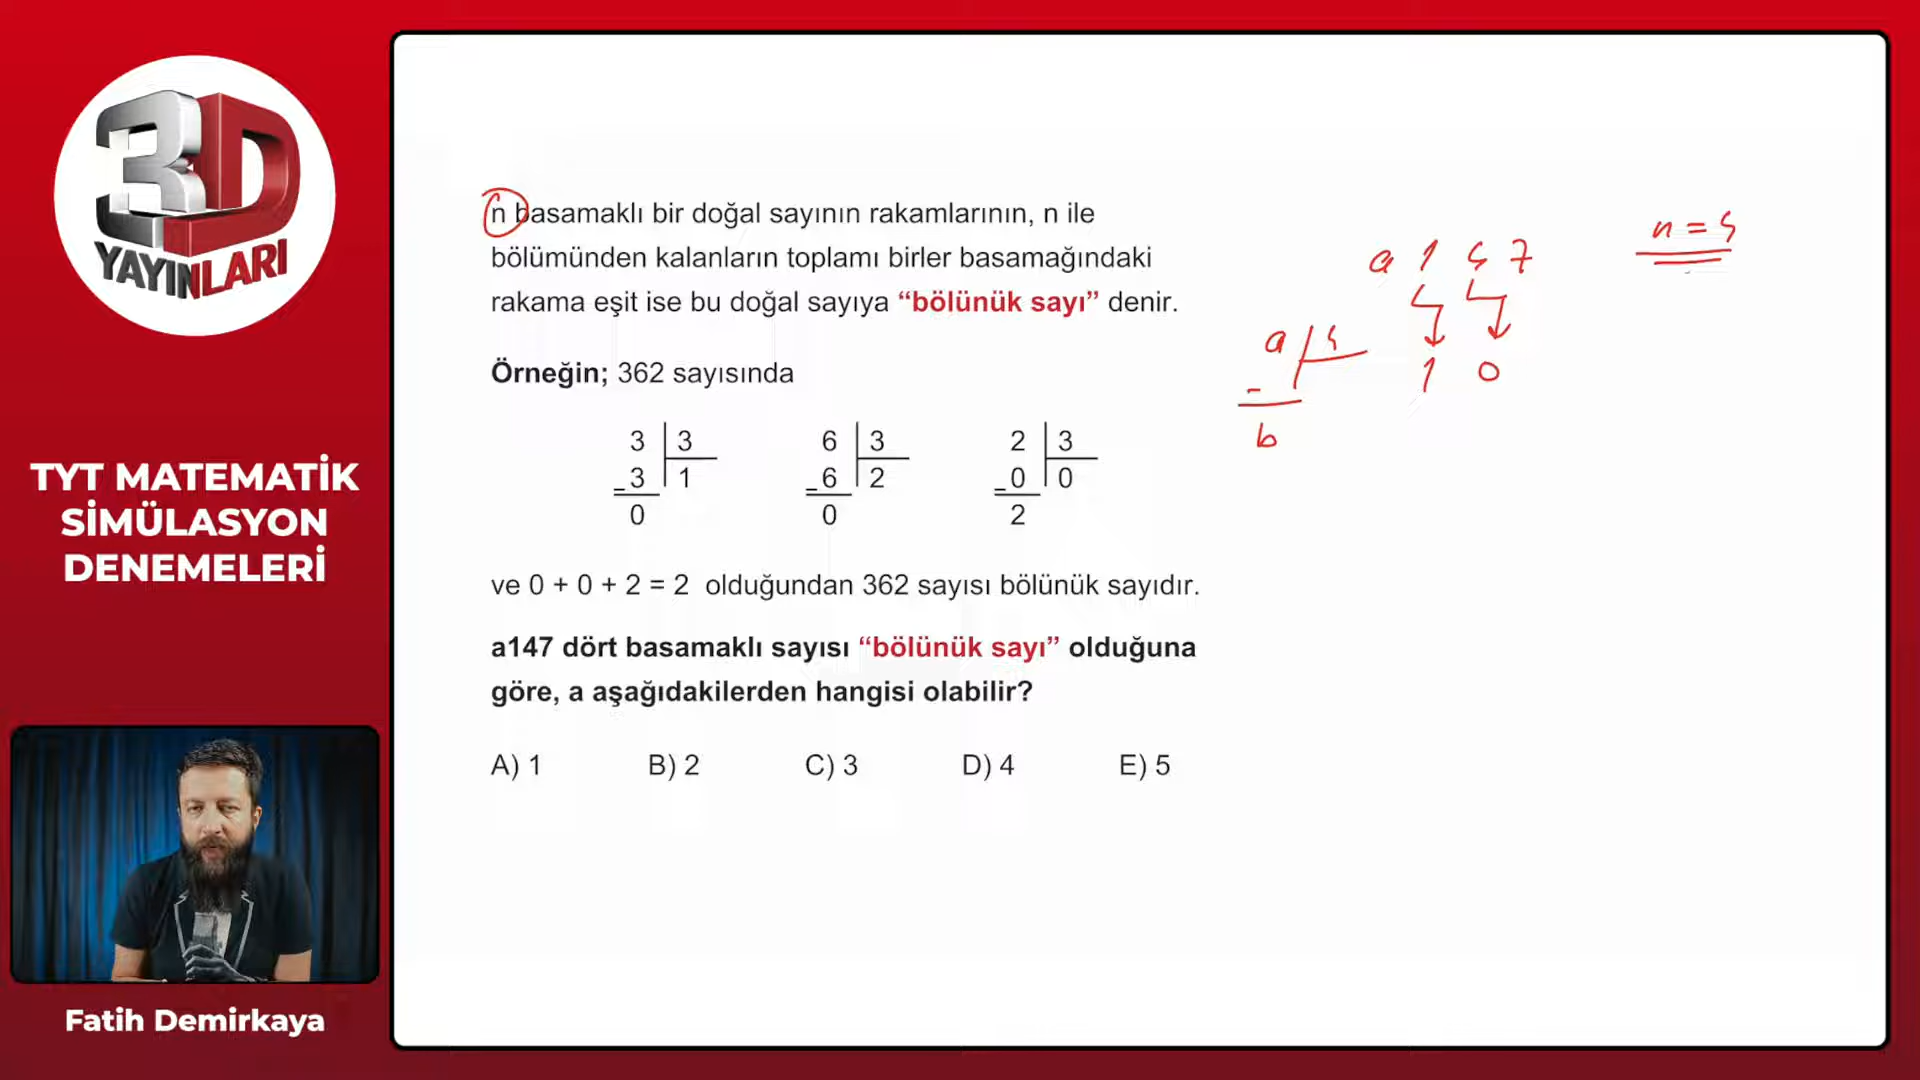 3D
YAYINLARI
TYT MATEMATİK
SİMÜLASYON
DENEMELERİ
Fatih Demirkaya
n basamaklı bir doğal sayının rakamlarının, n ile
bölümünden kalanların toplamı birler basamağındaki
rakama eşit ise bu doğal sayıya “bölünük sayı” denir.
Örneğin; 362 sayısında
3 3 6 3 2 3
-3 1 -6 2 -0 0
0 0 2
ve 0 + 0 + 2 = 2 olduğundan 362 sayısı bölünük sayıdır.
a147 dört basamaklı sayısı “bölünük sayı” olduğuna
göre, a aşağıdakilerden hangisi olabilir?
A) 1 B) 2 C) 3 D) 4 E) 5
n = 4
a 1 4 7
a 4
1 0
-
b